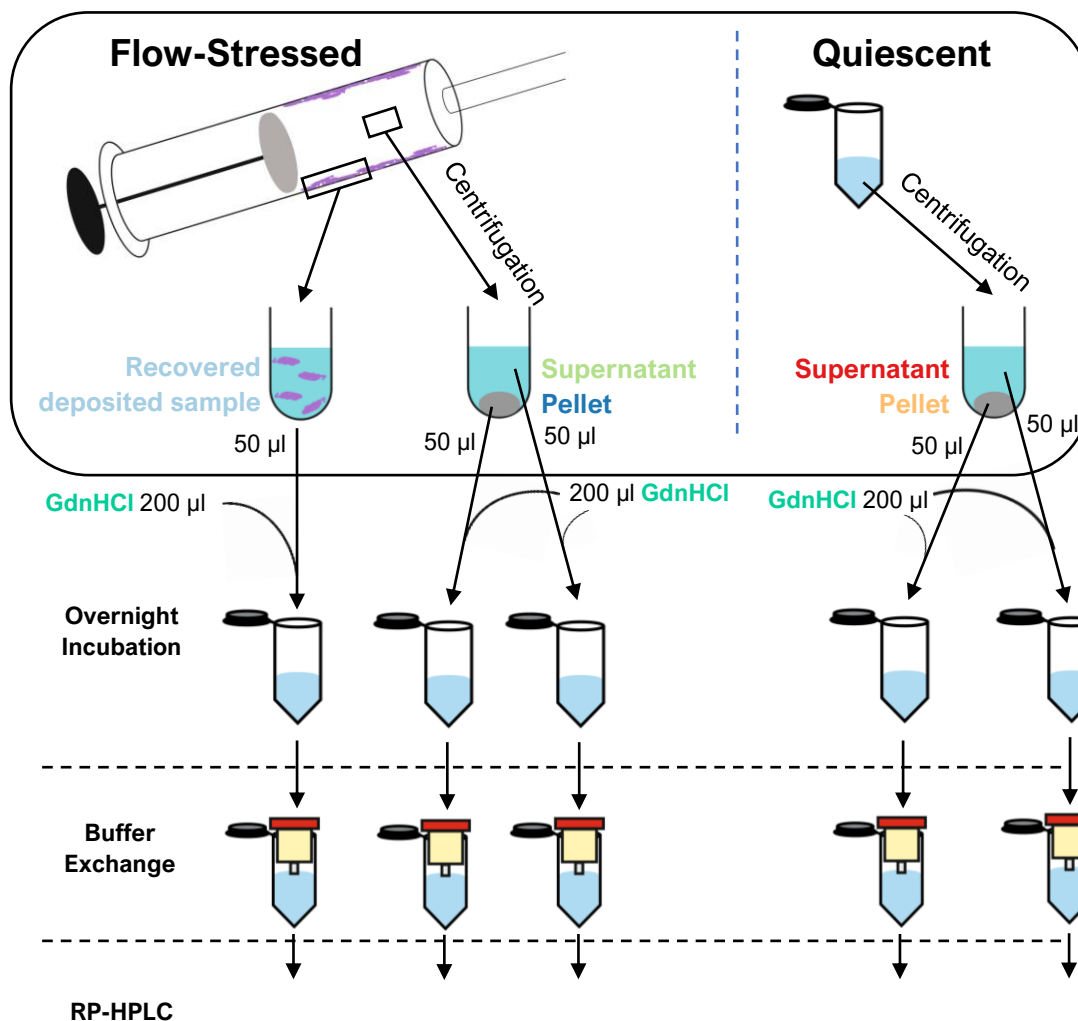 Flow-Stressed
Quiescent
Centrifugation
Centrifugation
Recovered
deposited sample
Supernatant
Pellet
Supernatant
Pellet
50 µl
50 µl
50 µl
50 µl
50 µl
GdnHCl 200 µl
200 µl GdnHCl
GdnHCl 200 µl
Overnight
Incubation
Buffer
Exchange
RP-HPLC